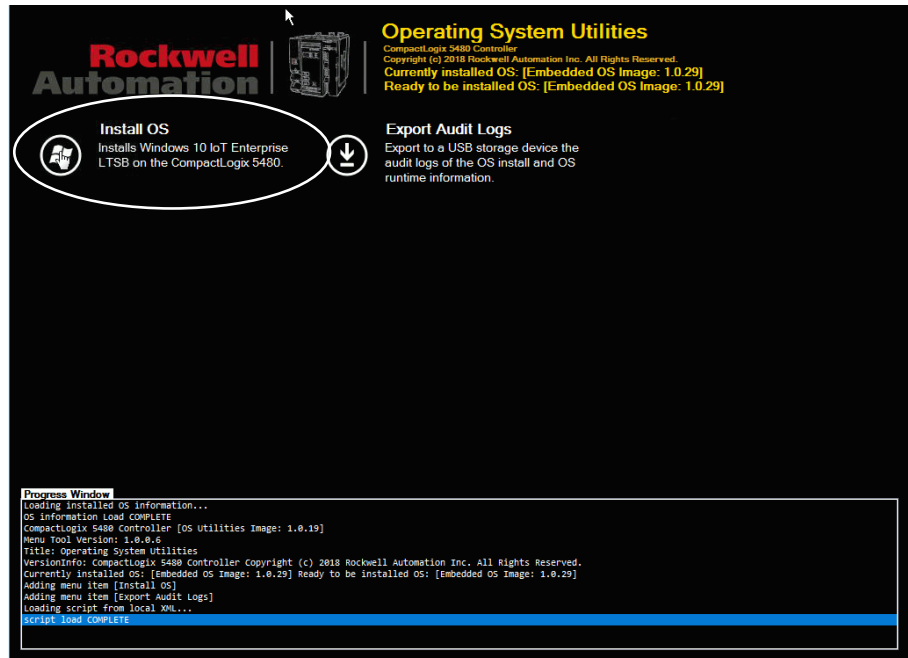 Rockwell
Automation
Operating System Utilities
CompactLogix 5480 Controller
Copyright (c) 2018 Rockwell Automation Inc. All Rights Reserved.
Currently installed OS: [Embedded OS Image: 1.0.29]
Ready to be installed OS: [Embedded OS Image: 1.0.29]
Install OS
Installs Windows 10 IoT Enterprise
LTSB on the CompactLogix 5480.
Export Audit Logs
Export to a USB storage device the
audit logs of the OS install and OS
runtime information.
Progress Window
Loading installed OS information...
OS information Load COMPLETE
CompactLogix 5480 Controller [OS Utilities Image: 1.0.19]
Menu Tool Version: 1.0.0.6
Title: Operating System Utilities
VersionInfo: CompactLogix 5480 Controller Copyright (c) 2018 Rockwell Automation Inc. All Rights Reserved.
Currently installed OS: [Embedded OS Image: 1.0.29] Ready to be installed OS: [Embedded OS Image: 1.0.29]
Adding menu item [Install OS]
Adding menu item [Export Audit Logs]
Loading script from local XML...
script load COMPLETE